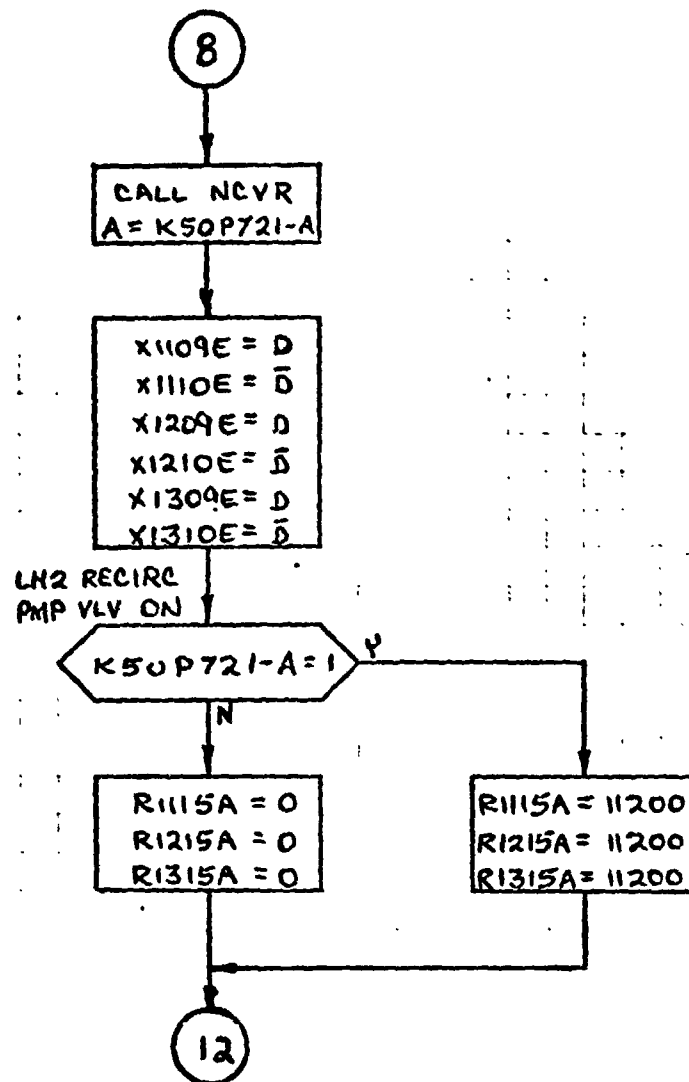 8
CALL NCVR
A= K50P721-A
X1109E = D
X1110E = D̅
X1209E = D
X1210E = D̅
X1309E = D
X1310E = D̅
LH2 RECIRC
PMP VLV ON
K50P721-A=1
Y
N
R1115A = 0
R1215A = 0
R1315A = 0
R1115A= 11200
R1215A= 11200
R1315A= 11200
12